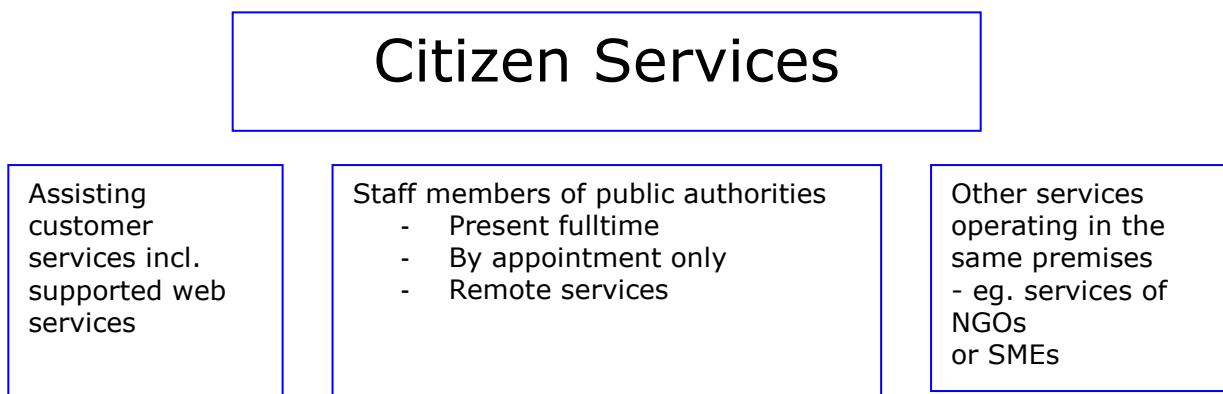 Citizen Services
Assisting
customer
services incl.
supported web
services
Staff members of public authorities
- Present fulltime
- By appointment only
- Remote services
Other services
operating in the
same premises
- eg. services of
NGOs
or SMEs